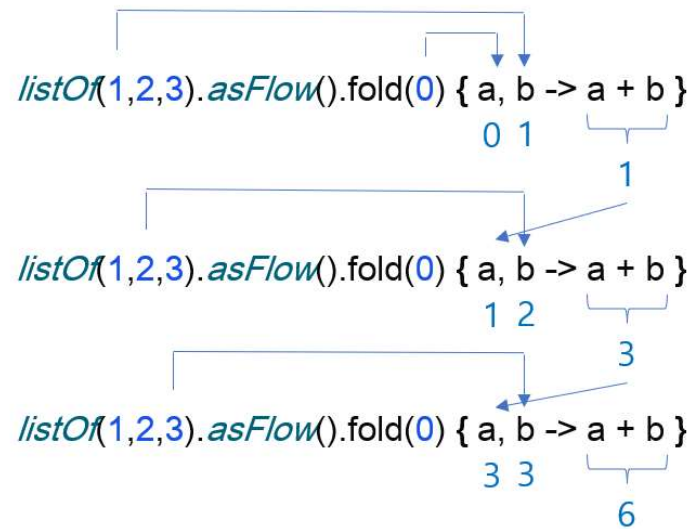 listOf(1,2,3).asFlow().fold(0) { a, b -> a + b }
0 1
1
listOf(1,2,3).asFlow().fold(0) { a, b -> a + b }
1 2
3
listOf(1,2,3).asFlow().fold(0) { a, b -> a + b }
3 3
6